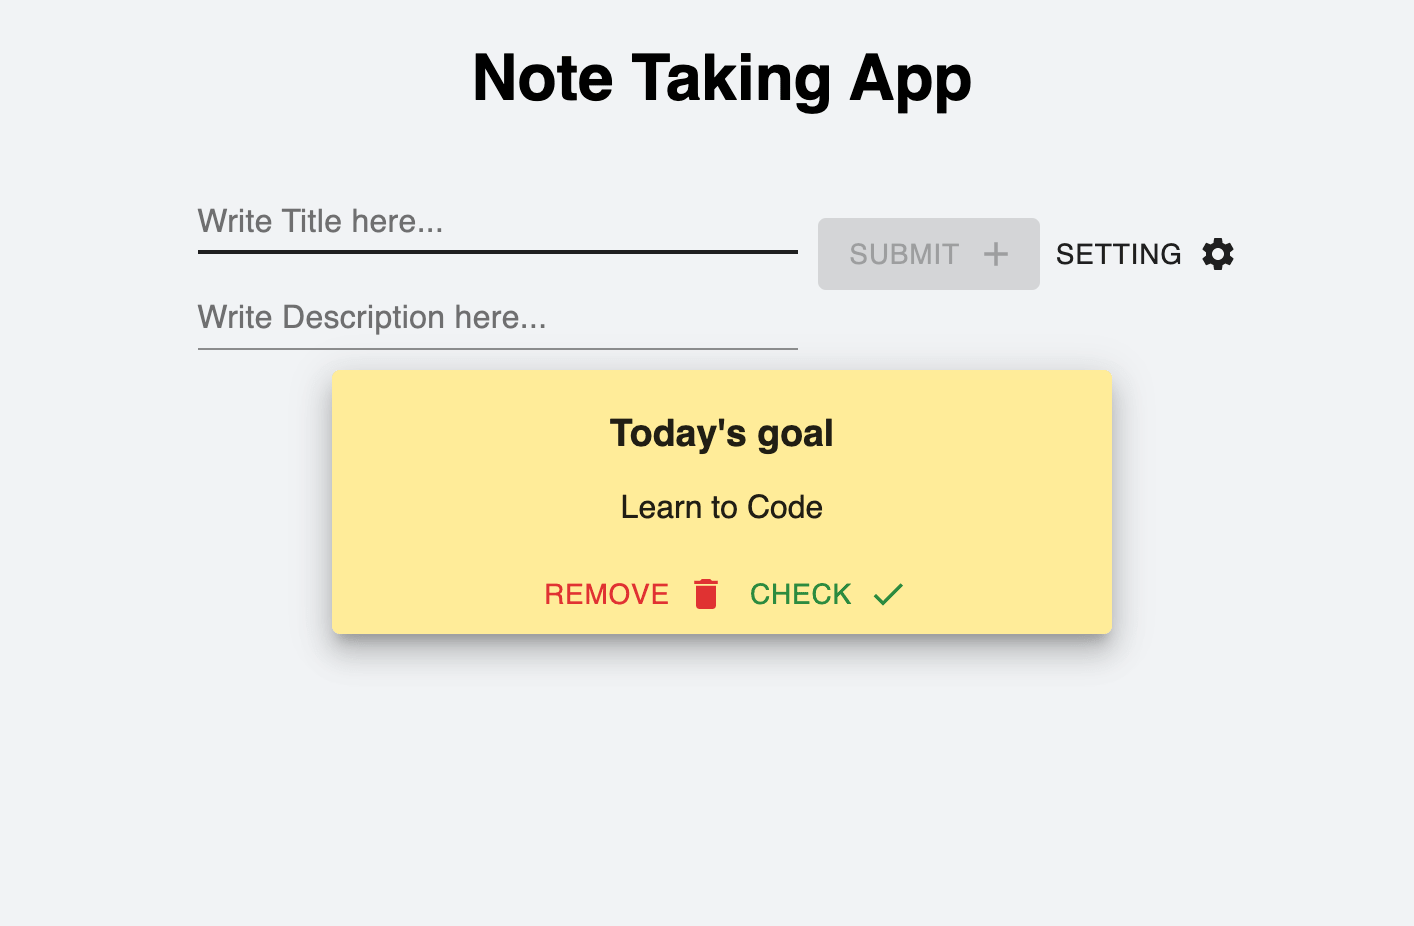 Note Taking App
Write Title here...
SUBMIT + SETTING
Write Description here...
Today's goal
Learn to Code
REMOVE CHECK